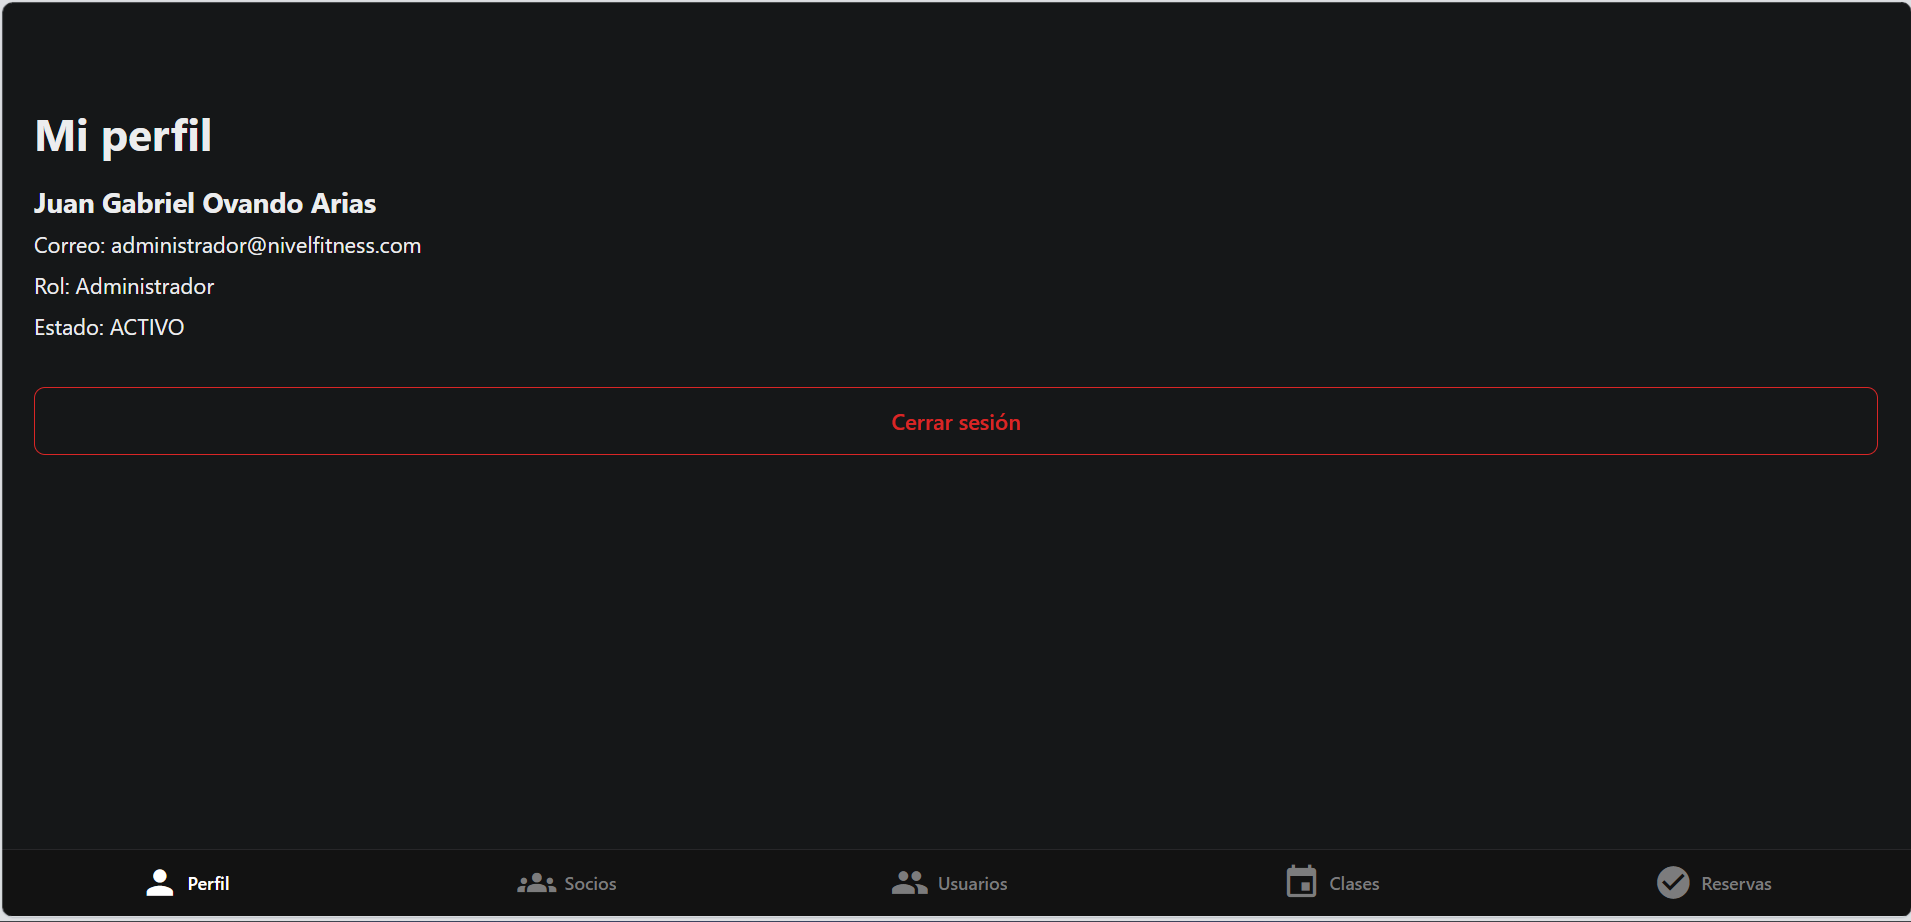 Mi perfil
Juan Gabriel Ovando Arias
Correo: administrador@nivelfitness.com
Rol: Administrador
Estado: ACTIVO
Cerrar sesión
Perfil
Socios
Usuarios
Clases
Reservas